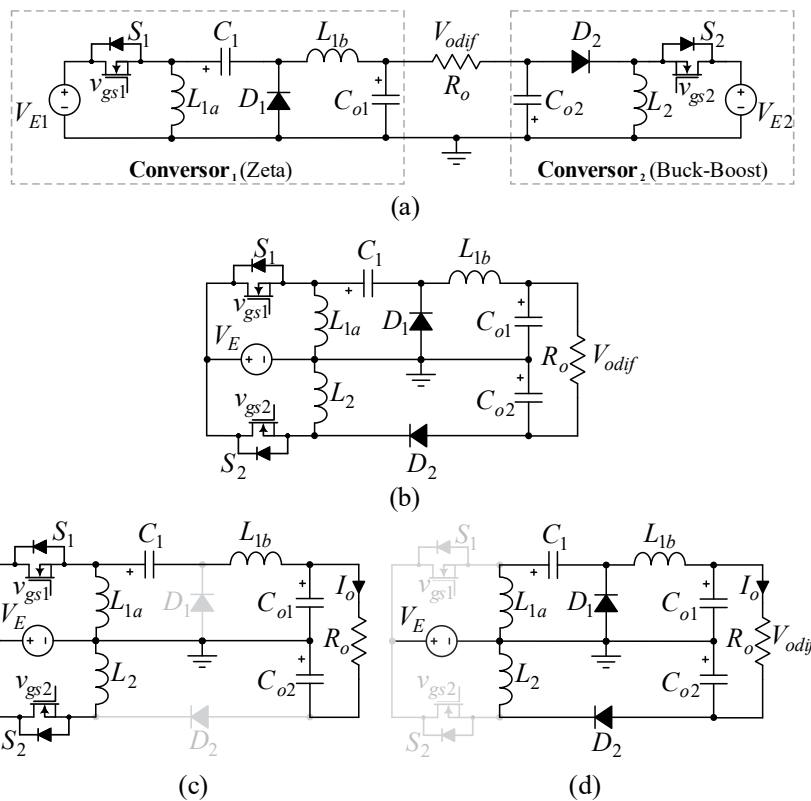 S1 C1 L1b Vodif D2 S2
vgs1 L1a D1 Co1 Ro Co2 L2 vgs2
VE1 VE2
Conversor1 (Zeta) Conversor2 (Buck-Boost)
(a)
S1 C1 L1b
vgs1 L1a D1 Co1
VE Ro Vodif
vgs2 L2 Co2
S2 D2
(b)
S1 C1 L1b
vgs1 L1a D1 Co1 Io
VE Ro
vgs2 L2 Co2
S2 D2
(c)
S1 C1 L1b
vgs1 L1a D1 Co1 Io
VE Ro Vodif
vgs2 L2 Co2
S2 D2
(d)